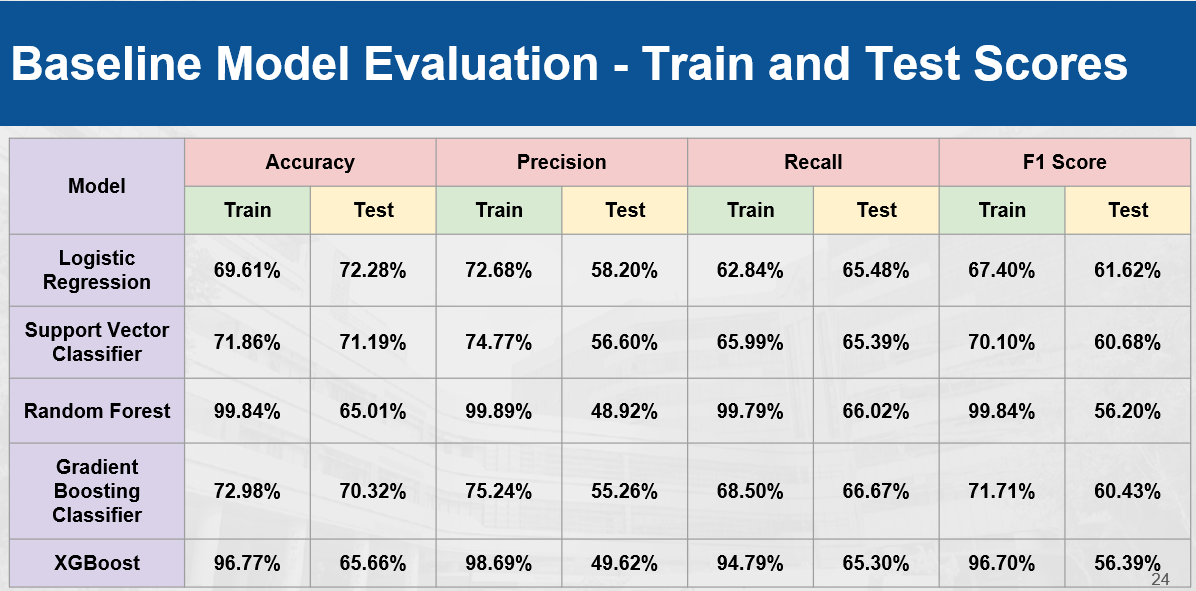 Baseline Model Evaluation - Train and Test Scores
Model Accuracy Precision Recall F1 Score
Train Test Train Test Train Test Train Test
Logistic
Regression 69.61% 72.28% 72.68% 58.20% 62.84% 65.48% 67.40% 61.62%
Support Vector
Classifier 71.86% 71.19% 74.77% 56.60% 65.99% 65.39% 70.10% 60.68%
Random Forest 99.84% 65.01% 99.89% 48.92% 99.79% 66.02% 99.84% 56.20%
Gradient
Boosting
Classifier 72.98% 70.32% 75.24% 55.26% 68.50% 66.67% 71.71% 60.43%
XGBoost 96.77% 65.66% 98.69% 49.62% 94.79% 65.30% 96.70% 56.39%
24